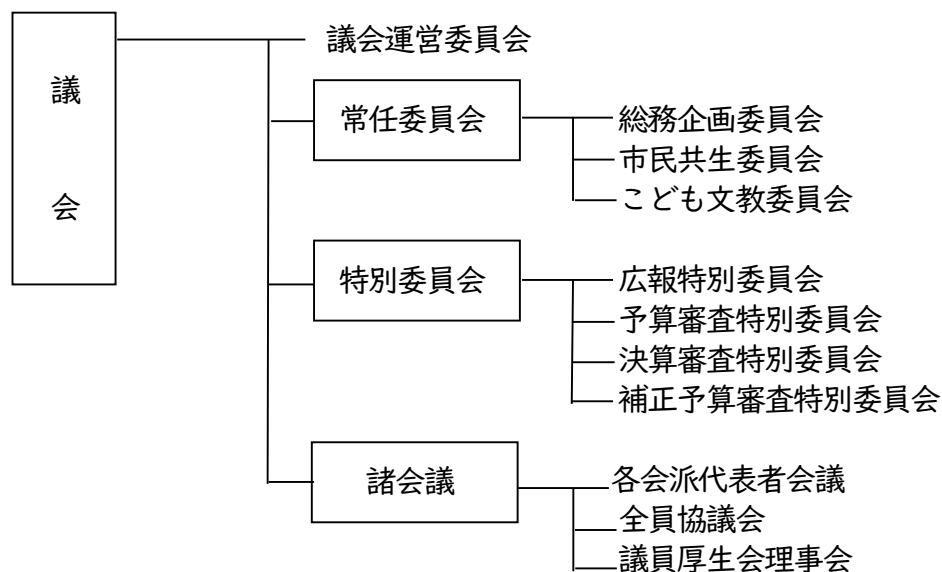 議会
議会運営委員会
常任委員会
総務企画委員会
市民共生委員会
こども文教委員会
特別委員会
広報特別委員会
予算審査特別委員会
決算審査特別委員会
補正予算審査特別委員会
諸会議
各会派代表者会議
全員協議会
議員厚生会理事会